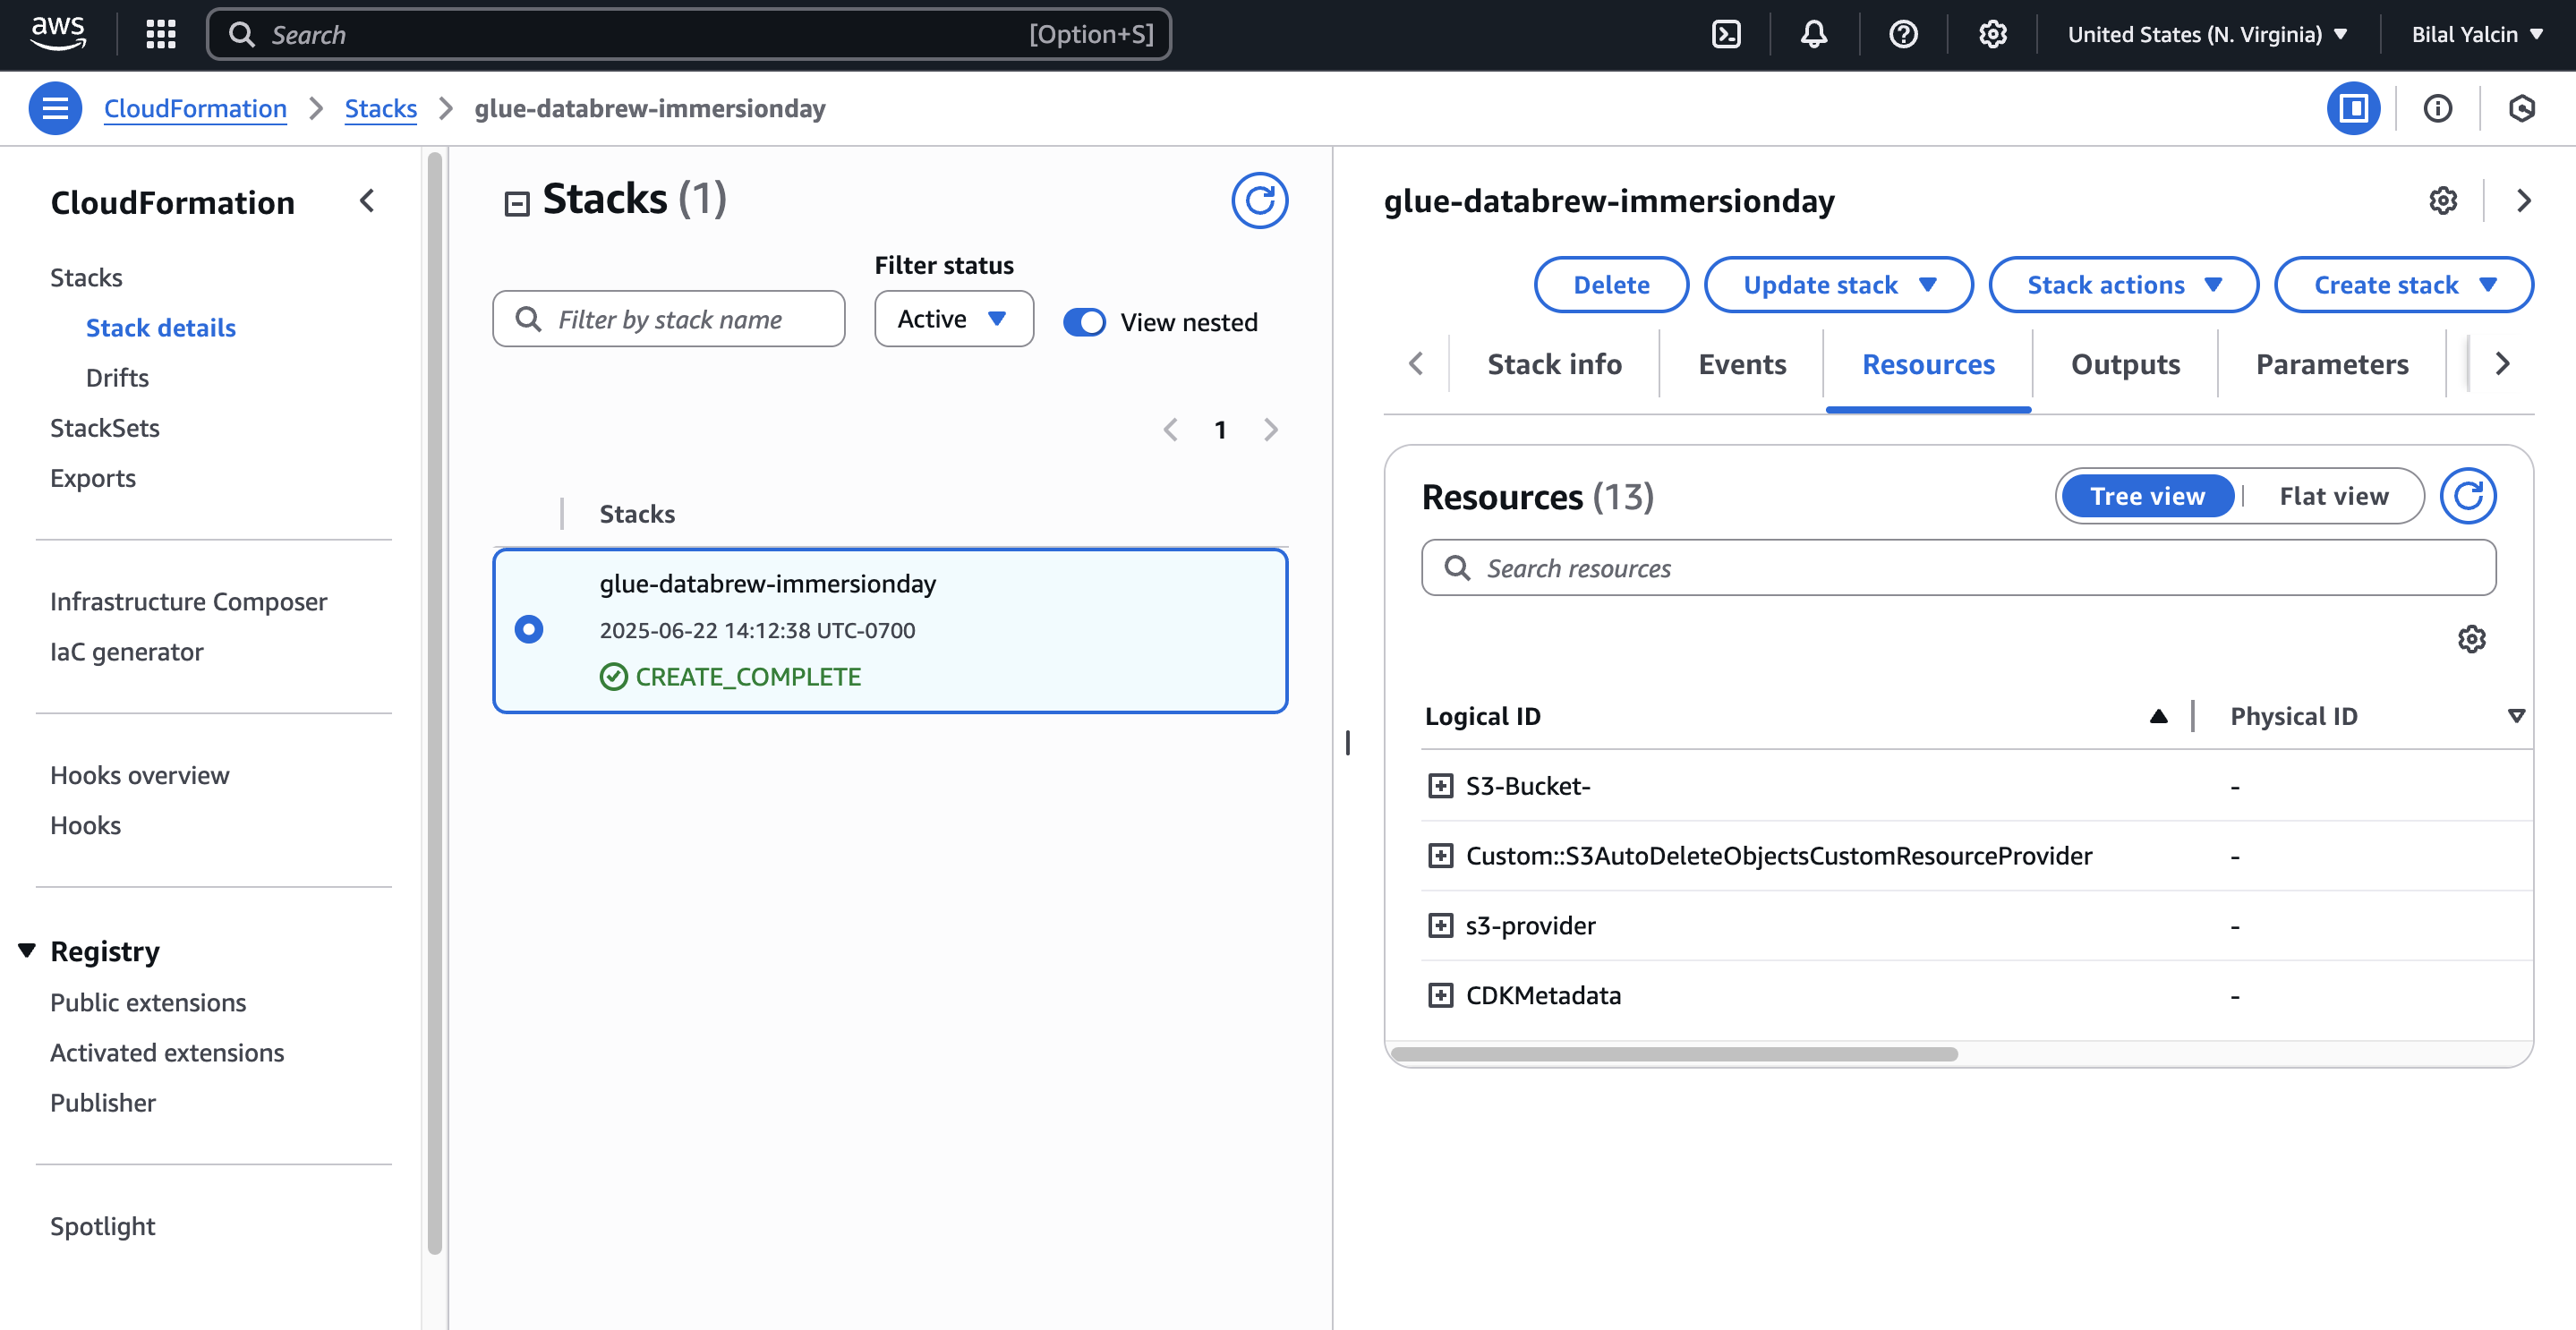 aws
Search [Option+S]
United States (N. Virginia)
Bilal Yalcin
CloudFormation
Stacks
glue-databrew-immersionday
CloudFormation
Stacks
Stack details
Drifts
StackSets
Exports
Infrastructure Composer
IaC generator
Hooks overview
Hooks
Registry
Public extensions
Activated extensions
Publisher
Spotlight
Stacks (1)
Filter status
Filter by stack name
Active
View nested
1
Stacks
glue-databrew-immersionday
2025-06-22 14:12:38 UTC-0700
CREATE_COMPLETE
glue-databrew-immersionday
Delete
Update stack
Stack actions
Create stack
Stack info
Events
Resources
Outputs
Parameters
Resources (13)
Tree view
Flat view
Search resources
Logical ID
Physical ID
S3-Bucket- -
Custom::S3AutoDeleteObjectsCustomResourceProvider -
s3-provider -
CDKMetadata -